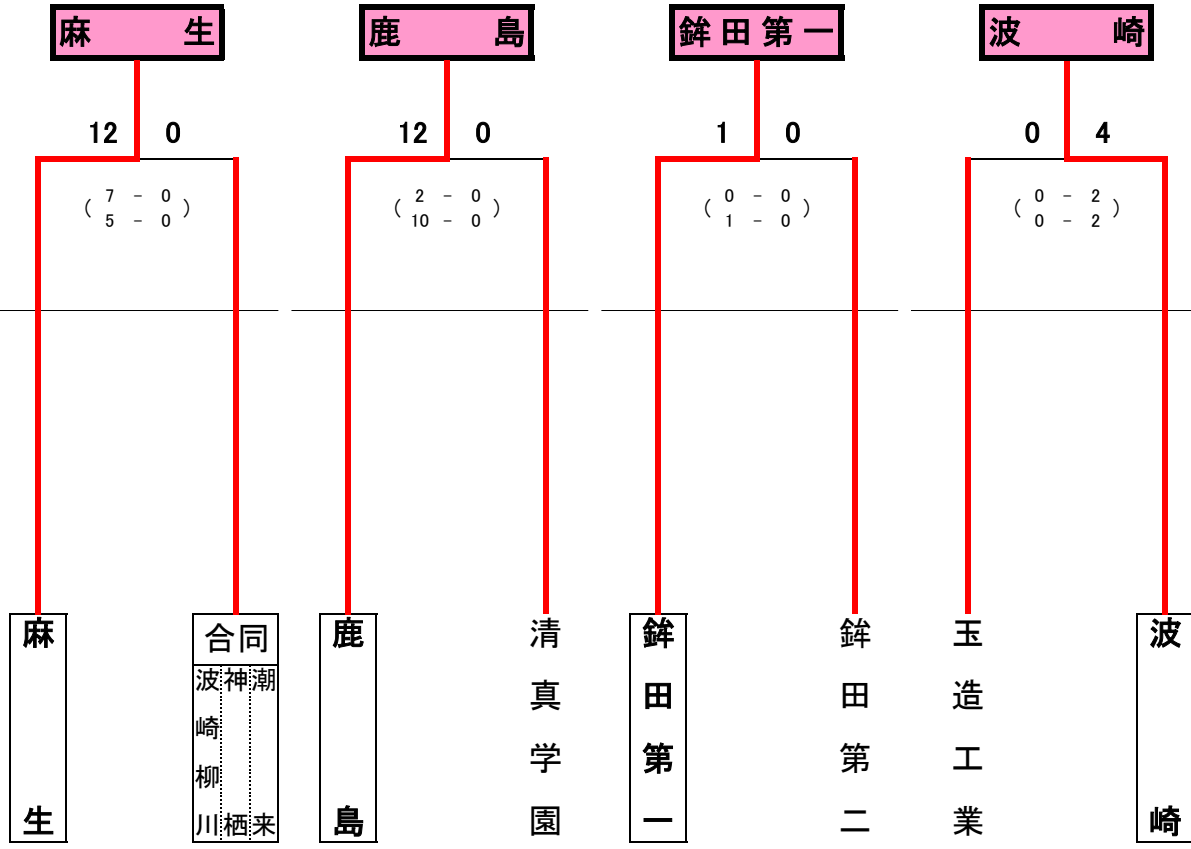 麻生
鹿島
鉾田第一
波崎
12 0
12 0
1 0
0 4
( 7 - 0
5 - 0 )
( 2 - 0
10 - 0 )
( 0 - 0
1 - 0 )
( 0 - 2
0 - 2 )
麻生
合同
波崎柳川
神栖
潮来
鹿島
清真学園
鉾田第一
鉾田第二
玉造工業
波崎